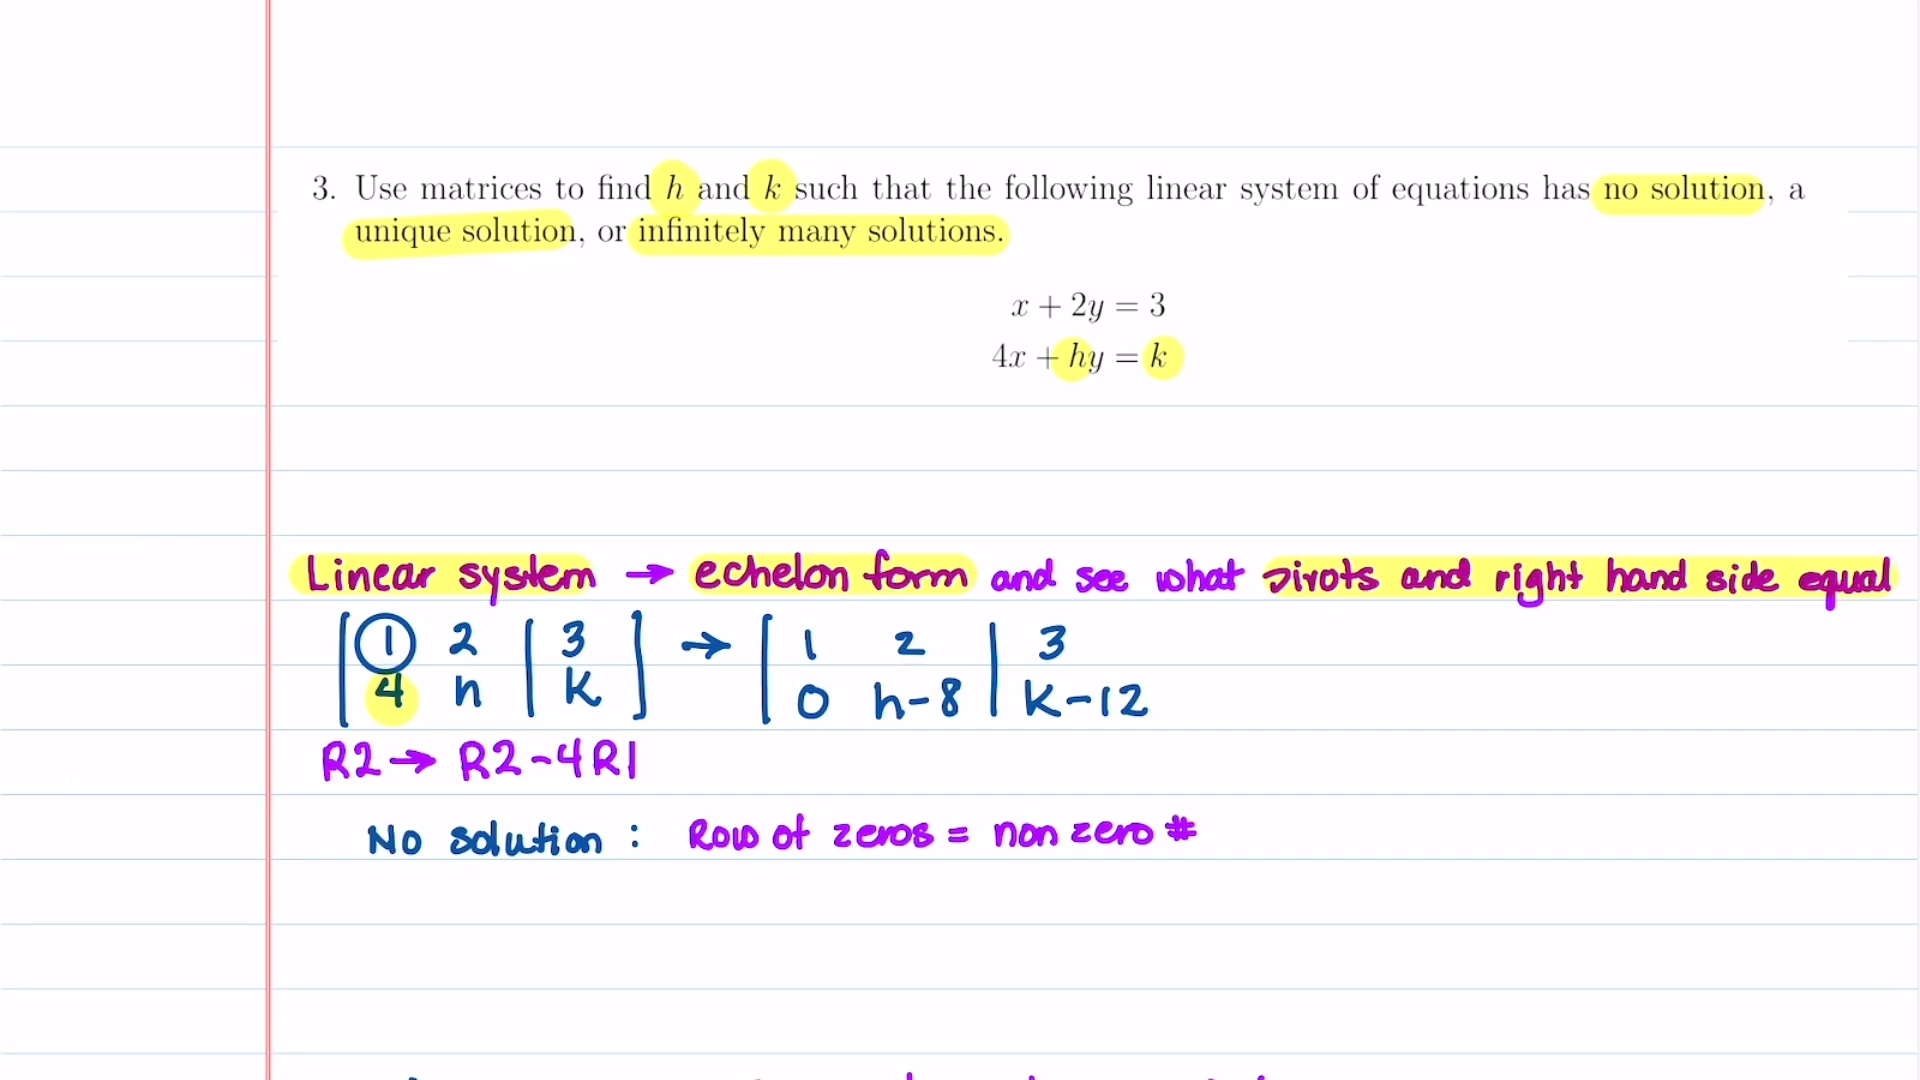 3. Use matrices to find h and k such that the following linear system of equations has no solution, a
unique solution, or infinitely many solutions.
x + 2y = 3
4x + hy = k
Linear system → echelon form and see what pivots and right hand side equal
[ 1 2 | 3 ] → [ 1 2 | 3
[ 4 h | k ] [ 0 h-8 | k-12
R2 → R2-4R1
No solution : Row of zeros = non zero #